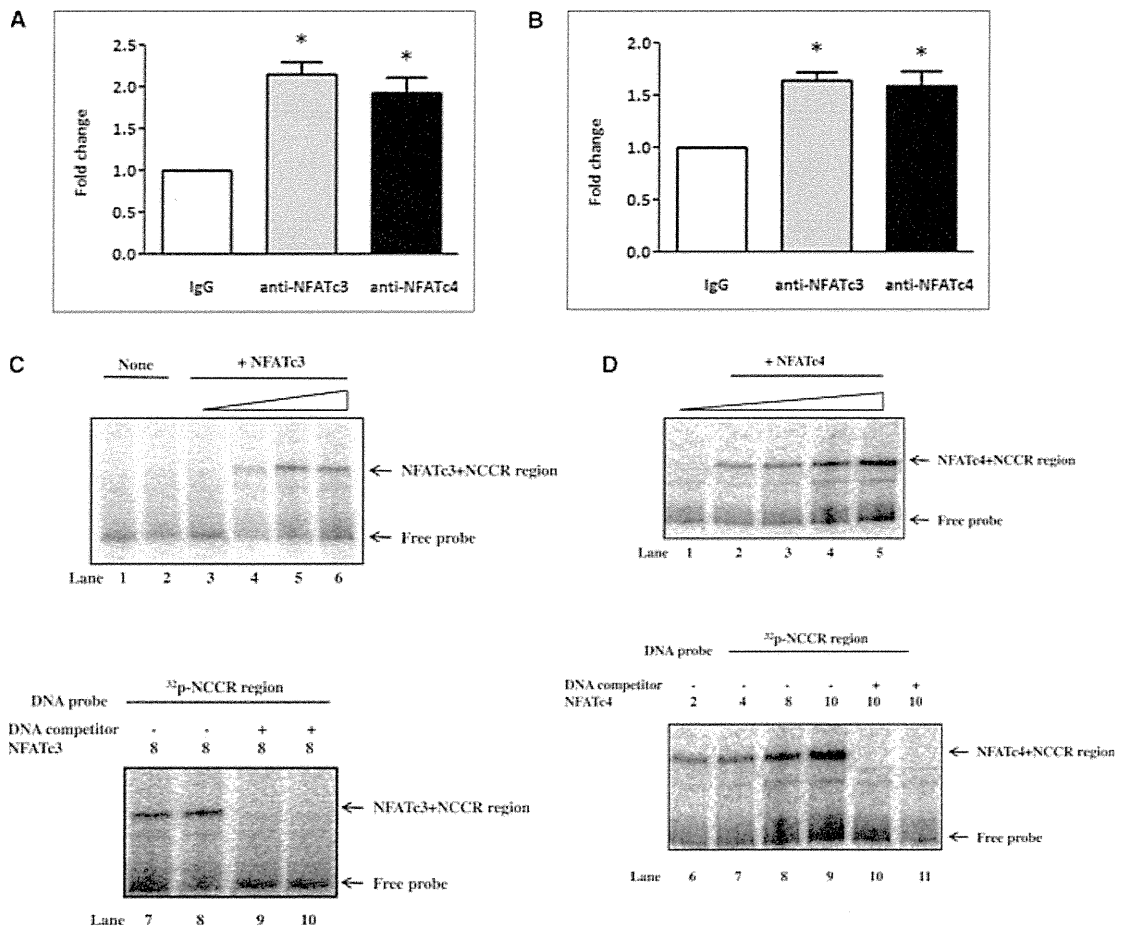 A
Fold change
2.5
2.0
1.5
1.0
0.5
0.0
*
*
IgG
anti-NFATc3
anti-NFATc4
B
Fold change
2.0
1.5
1.0
0.5
0.0
*
*
IgG
anti-NFATc3
anti-NFATc4
C
None
+ NFATc3
NFATc3+NCCR region
Free probe
Lane 1 2 3 4 5 6
32p-NCCR region
DNA probe
DNA competitor - - + +
NFATc3 8 8 8 8
NFATc3+NCCR region
Free probe
Lane 7 8 9 10
D
+ NFATc4
NFATc4+NCCR region
Free probe
Lane 1 2 3 4 5
32p-NCCR region
DNA probe
DNA competitor - - - - + +
NFATc4 2 4 8 10 10 10
NFATc4+NCCR region
Free probe
Lane 6 7 8 9 10 11